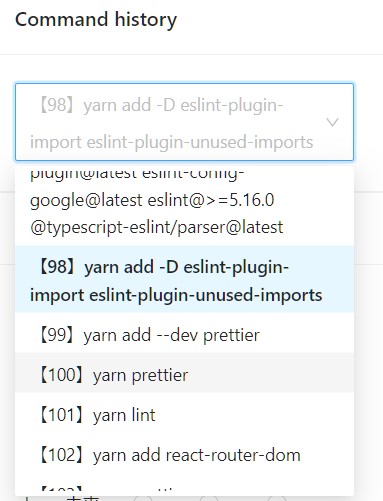 Command history
【98】yarn add -D eslint-plugin-
import eslint-plugin-unused-imports
plugin@latest eslint-config-
google@latest eslint@>=5.16.0
@typescript-eslint/parser@latest
【98】yarn add -D eslint-plugin-
import eslint-plugin-unused-imports
【99】yarn add --dev prettier
【100】yarn prettier
【101】yarn lint
【102】yarn add react-router-dom